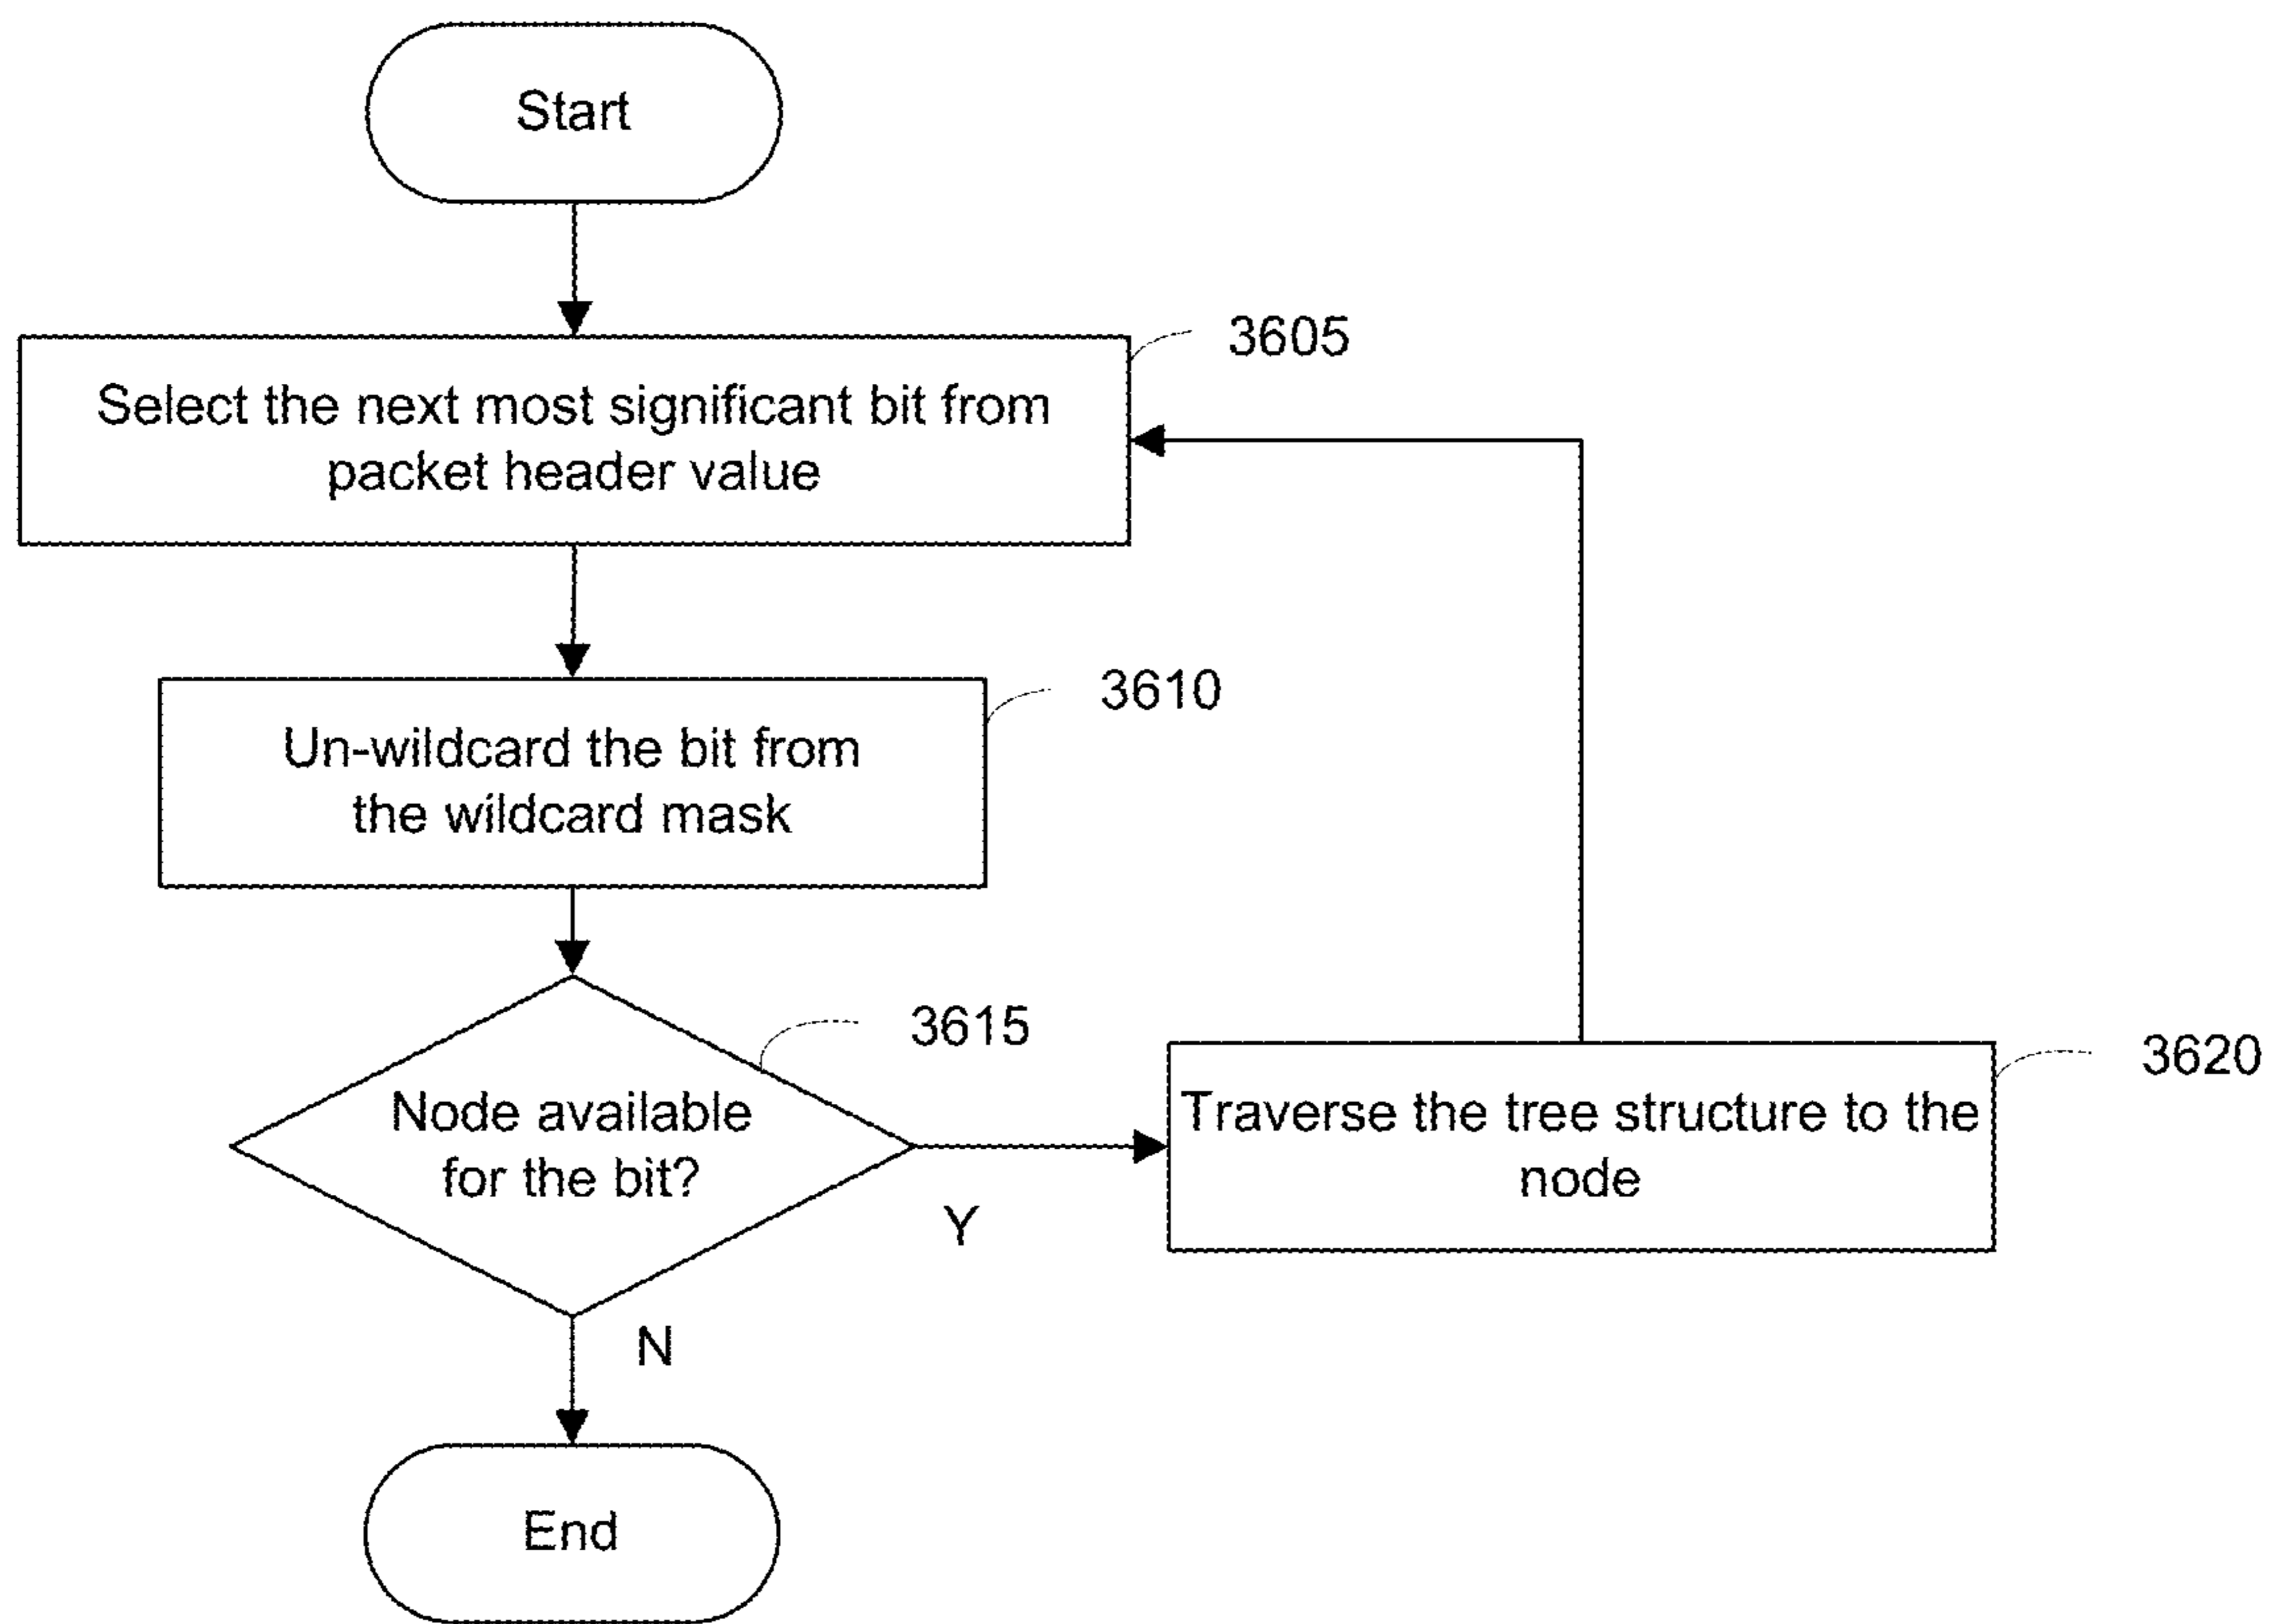 Start
3605
Select the next most significant bit from
packet header value
3610
Un-wildcard the bit from
the wildcard mask
3615
Node available
for the bit?
Y
3620
Traverse the tree structure to the
node
N
End